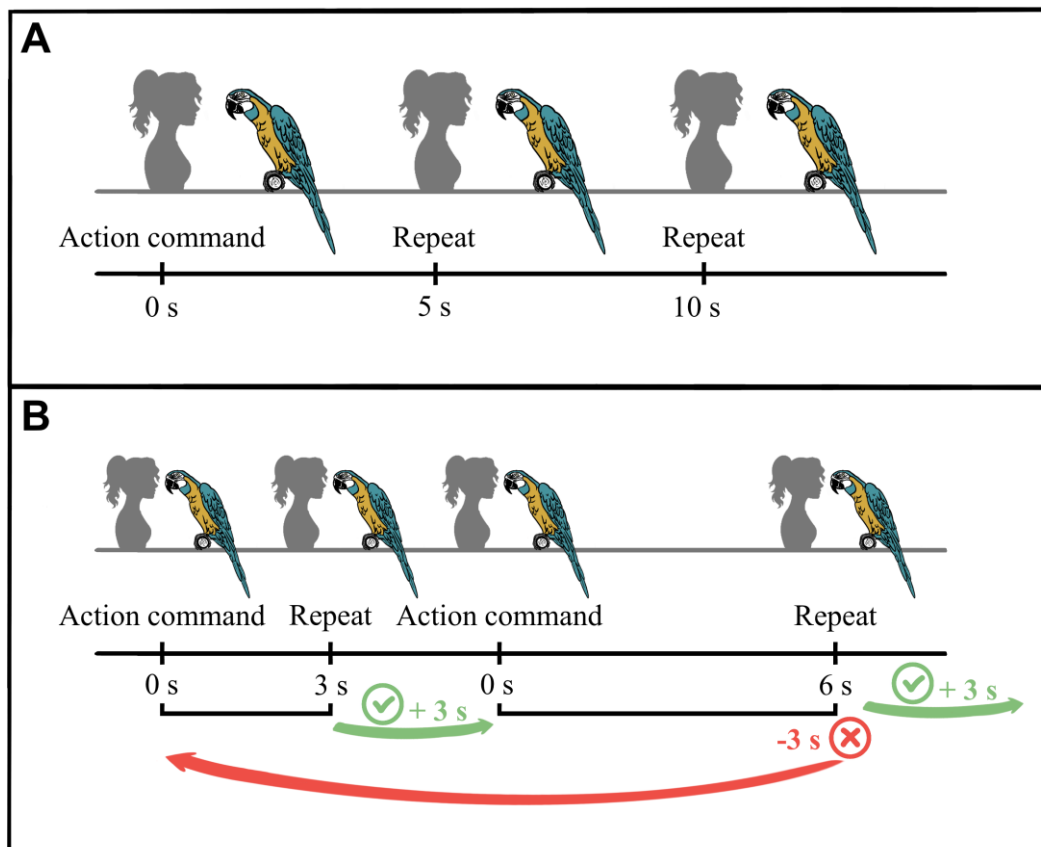 A
Action command Repeat Repeat
0 s 5 s 10 s
B
Action command Repeat Action command Repeat
0 s 3 s 0 s 6 s
+ 3 s + 3 s
-3 s